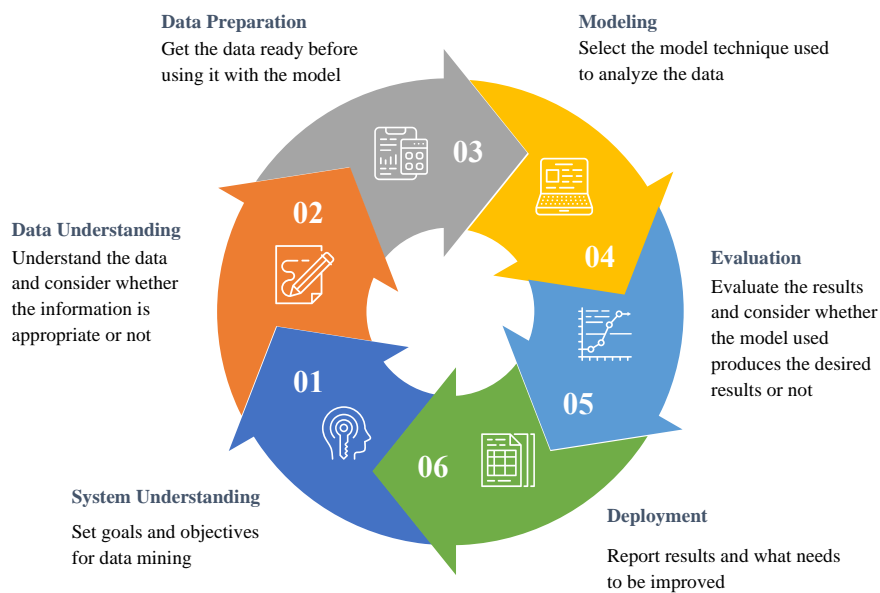 Data Preparation
Get the data ready before
using it with the model
Modeling
Select the model technique used
to analyze the data
03
02
04
Data Understanding
Understand the data
and consider whether
the information is
appropriate or not
Evaluation
Evaluate the results
and consider whether
the model used
produces the desired
results or not
01
05
06
System Understanding
Set goals and objectives
for data mining
Deployment
Report results and what needs
to be improved